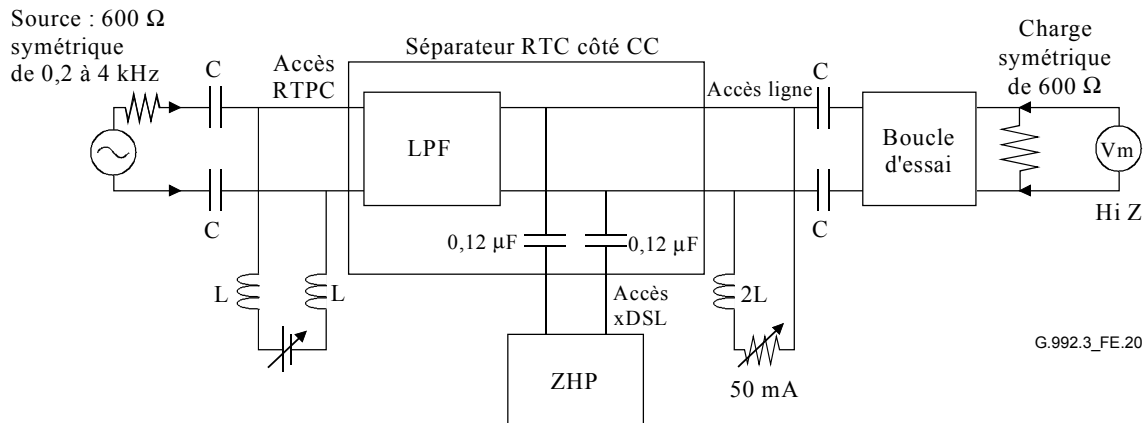 Source : 600 Ω
symétrique
de 0,2 à 4 kHz
C
Accès
RTPC
Séparateur RTC côté CC
LPF
Accès ligne
C
Charge
symétrique
de 600 Ω
Boucle
d'essai
Vm
C
C
Hi Z
0,12 µF
0,12 µF
L
L
Accès
xDSL
2L
ZHP
50 mA
G.992.3_FE.20